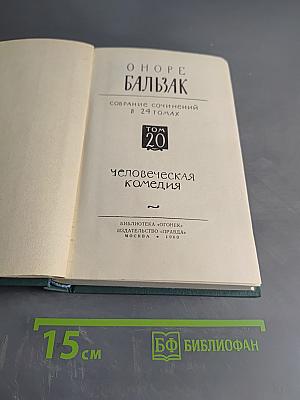 ОНОРЕ
БАЛЬЗАК
СОБРАНИЕ СОЧИНЕНИЙ
В 24 ТОМАХ
ТОМ
20
ЧЕЛОВЕЧЕСКАЯ
КОМЕДИЯ
БИБЛИОТЕКА «ОГОНЕК»
ИЗДАТЕЛЬСТВО «ПРАВДА»
МОСКВА * 1960
15 см
БФ БИБЛИОФАН